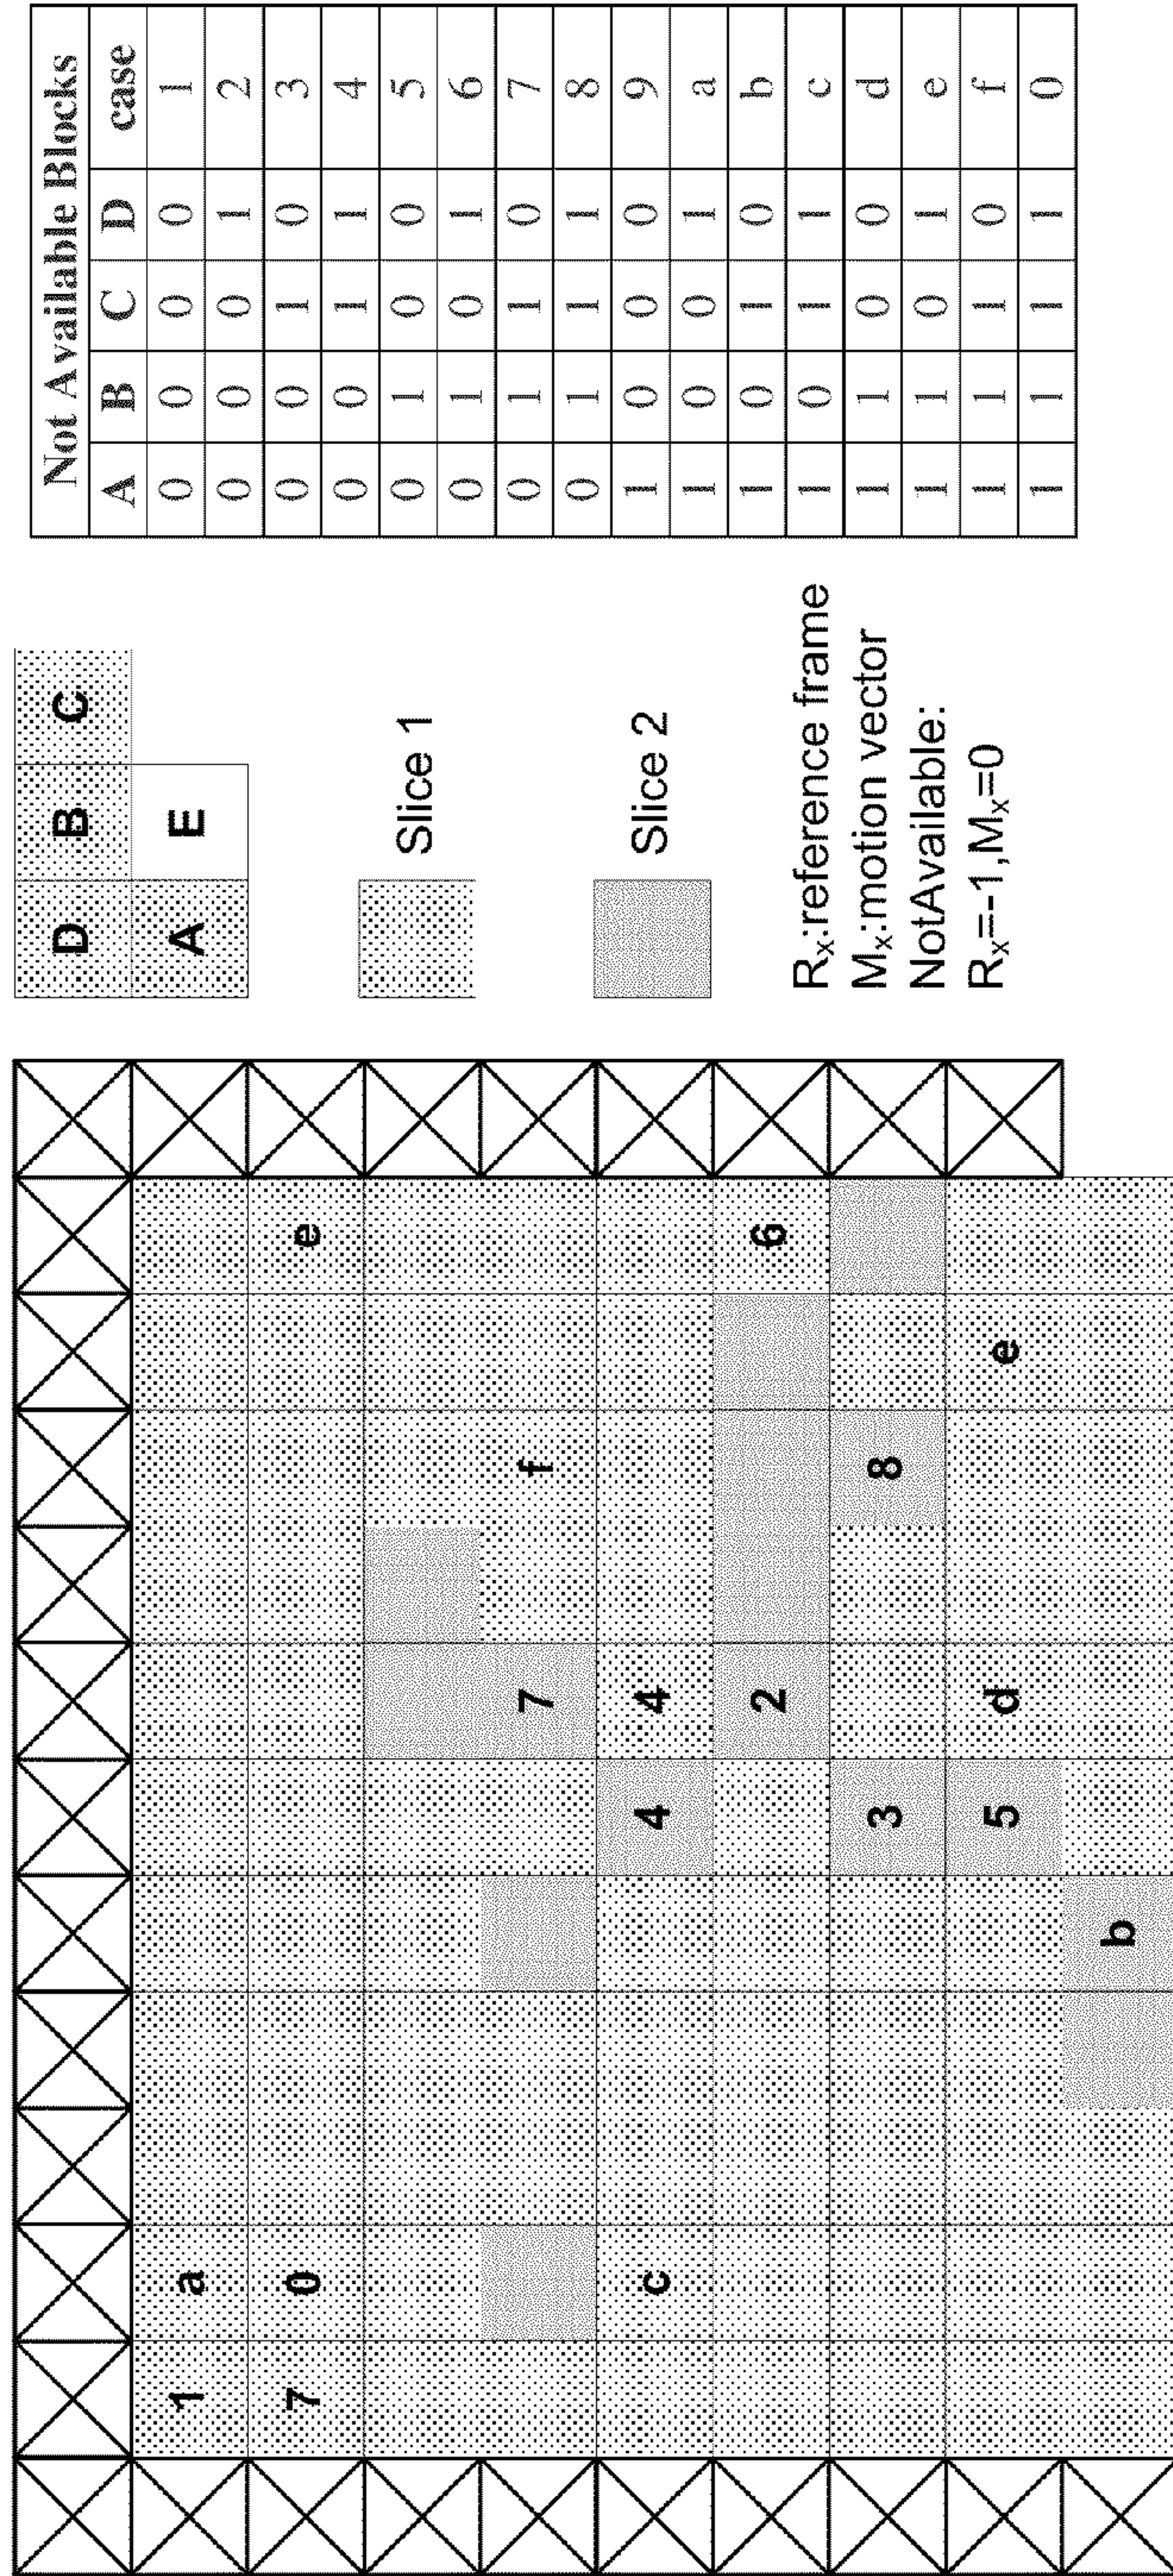 1 a
7 0 e
7 f
c 4 4
2 6
3 8
5 d e
b
D B C
A E
Slice 1
Slice 2
Rₓ:reference frame
Mₓ:motion vector
NotAvailable:
Rₓ=-1,Mₓ=0
Not Available Blocks
A B C D case
0 0 0 0 1
0 0 0 1 2
0 0 1 0 3
0 0 1 1 4
0 1 0 0 5
0 1 0 1 6
0 1 1 0 7
0 1 1 1 8
1 0 0 0 9
1 0 0 1 a
1 0 1 0 b
1 0 1 1 c
1 1 0 0 d
1 1 0 1 e
1 1 1 0 f
1 1 1 1 0